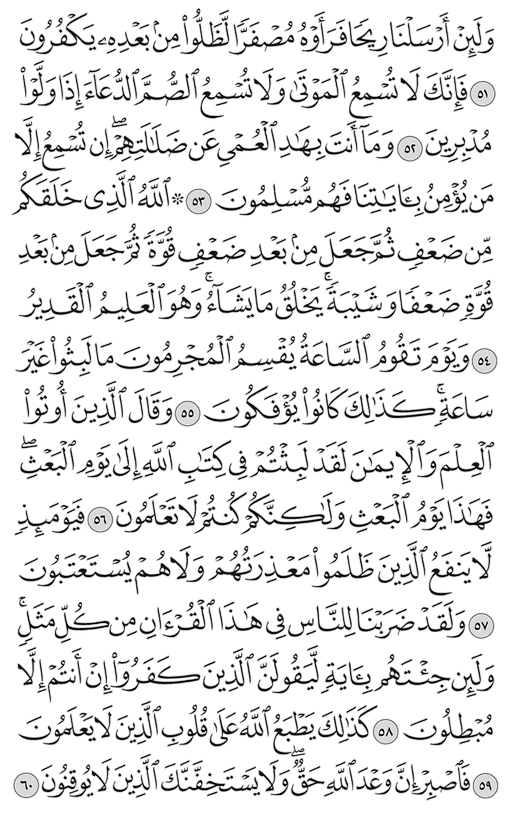 وَلَئِنْ أَرْسَلْنَا رِيحًا فَرَأَوْهُ مُصْفَرًّا لَّظَلُّوا۟ مِنۢ بَعْدِهِۦ يَكْفُرُونَ
٥١ فَإِنَّكَ لَا تُسْمِعُ ٱلْمَوْتَىٰ وَلَا تُسْمِعُ ٱلصُّمَّ ٱلدُّعَآءَ إِذَا وَلَّوْا۟
مُدْبِرِينَ ٥٢ وَمَآ أَنتَ بِهَٰدِ ٱلْعُمْىِ عَن ضَلَٰلَتِهِمْۖ إِن تُسْمِعُ إِلَّا
مَن يُؤْمِنُ بِـَٔايَٰتِنَا فَهُم مُّسْلِمُونَ ٥٣ ۞ ٱللَّهُ ٱلَّذِى خَلَقَكُم
مِّن ضَعْفٍ ثُمَّ جَعَلَ مِنۢ بَعْدِ ضَعْفٍ قُوَّةً ثُمَّ جَعَلَ مِنۢ بَعْدِ
قُوَّةٍ ضَعْفًا وَشَيْبَةًۚ يَخْلُقُ مَا يَشَآءُۚ وَهُوَ ٱلْعَلِيمُ ٱلْقَدِيرُ
٥٤ وَيَوْمَ تَقُومُ ٱلسَّاعَةُ يُقْسِمُ ٱلْمُجْرِمُونَ مَا لَبِثُوا۟ غَيْرَ
سَاعَةٍۚ كَذَٰلِكَ كَانُوا۟ يُؤْفَكُونَ ٥٥ وَقَالَ ٱلَّذِينَ أُوتُوا۟
ٱلْعِلْمَ وَٱلْإِيمَٰنَ لَقَدْ لَبِثْتُمْ فِى كِتَٰبِ ٱللَّهِ إِلَىٰ يَوْمِ ٱلْبَعْثِۖ
فَهَٰذَا يَوْمُ ٱلْبَعْثِ وَلَٰكِنَّكُمْ كُنتُمْ لَا تَعْلَمُونَ ٥٦ فَيَوْمَئِذٍ
لَّا يَنفَعُ ٱلَّذِينَ ظَلَمُوا۟ مَعْذِرَتُهُمْ وَلَا هُمْ يُسْتَعْتَبُونَ
٥٧ وَلَقَدْ ضَرَبْنَا لِلنَّاسِ فِى هَٰذَا ٱلْقُرْءَانِ مِن كُلِّ مَثَلٍۚ
وَلَئِن جِئْتَهُم بِـَٔايَةٍ لَّيَقُولَنَّ ٱلَّذِينَ كَفَرُوٓا۟ إِنْ أَنتُمْ إِلَّا
مُبْطِلُونَ ٥٨ كَذَٰلِكَ يَطْبَعُ ٱللَّهُ عَلَىٰ قُلُوبِ ٱلَّذِينَ لَا يَعْلَمُونَ
٥٩ فَٱصْبِرْ إِنَّ وَعْدَ ٱللَّهِ حَقٌّۖ وَلَا يَسْتَخِفَّنَّكَ ٱلَّذِينَ لَا يُوقِنُونَ ٦٠